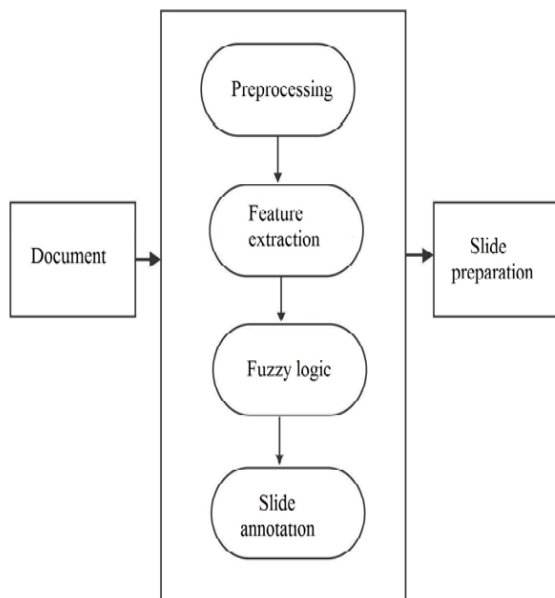 Document
Preprocessing
Feature
extraction
Fuzzy logic
Slide
annotation
Slide
preparation